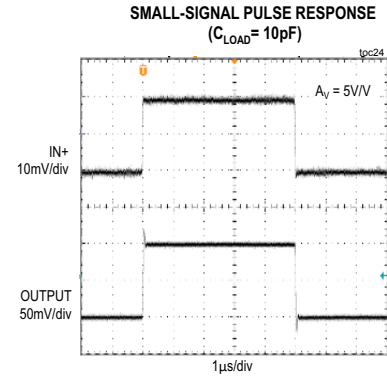 SMALL-SIGNAL PULSE RESPONSE
(CLOAD= 10pF)
toc24
T
AV = 5V/V
IN+
10mV/div
OUTPUT
50mV/div
1µs/div